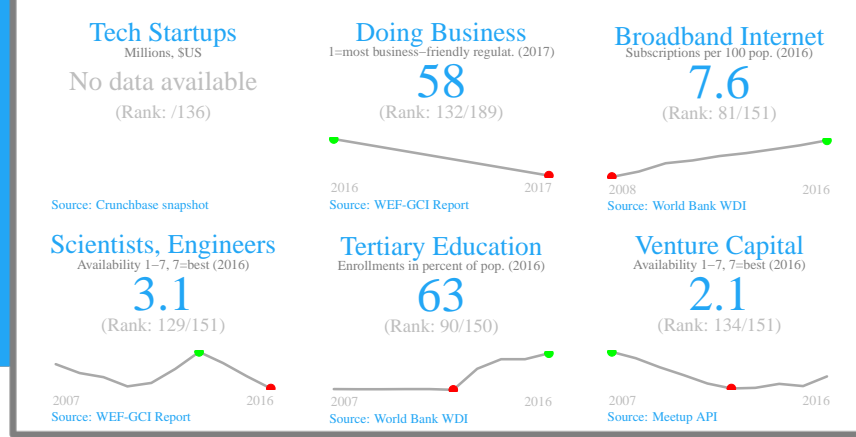 Tech Startups
Millions, $US
No data available
(Rank: /136)
Source: Crunchbase snapshot
Doing Business
1=most business−friendly regulat. (2017)
58
(Rank: 132/189)
2016 2017
Source: WEF-GCI Report
Broadband Internet
Subscriptions per 100 pop. (2016)
7.6
(Rank: 81/151)
2008 2016
Source: World Bank WDI
Scientists, Engineers
Availability 1−7, 7=best (2016)
3.1
(Rank: 129/151)
2007 2016
Source: WEF-GCI Report
Tertiary Education
Enrollments in percent of pop. (2016)
63
(Rank: 90/150)
2007 2016
Source: World Bank WDI
Venture Capital
Availability 1−7, 7=best (2016)
2.1
(Rank: 134/151)
2007 2016
Source: Meetup API